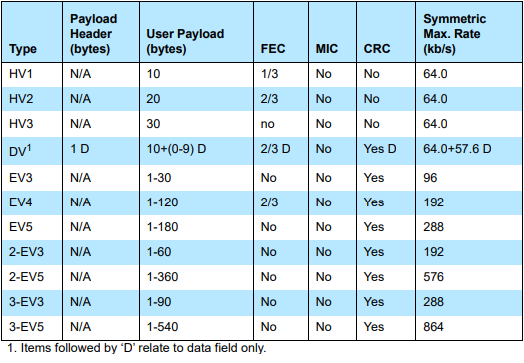 Type Payload Header (bytes) User Payload (bytes) FEC MIC CRC Symmetric Max. Rate (kb/s)
HV1 N/A 10 1/3 No No 64.0
HV2 N/A 20 2/3 No No 64.0
HV3 N/A 30 no No No 64.0
DV1 1 D 10+(0-9) D 2/3 D No Yes D 64.0+57.6 D
EV3 N/A 1-30 No No Yes 96
EV4 N/A 1-120 2/3 No Yes 192
EV5 N/A 1-180 No No Yes 288
2-EV3 N/A 1-60 No No Yes 192
2-EV5 N/A 1-360 No No Yes 576
3-EV3 N/A 1-90 No No Yes 288
3-EV5 N/A 1-540 No No Yes 864
1. Items followed by ‘D’ relate to data field only.